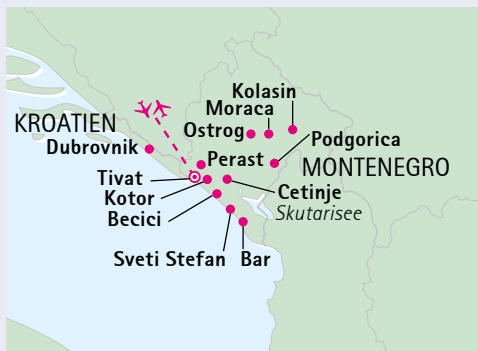 Kolasin
Moraca
Ostrog
KROATIEN
Podgorica
Dubrovnik
Perast
MONTENEGRO
Tivat
Cetinje
Kotor
Skutarisee
Becici
Sveti Stefan
Bar